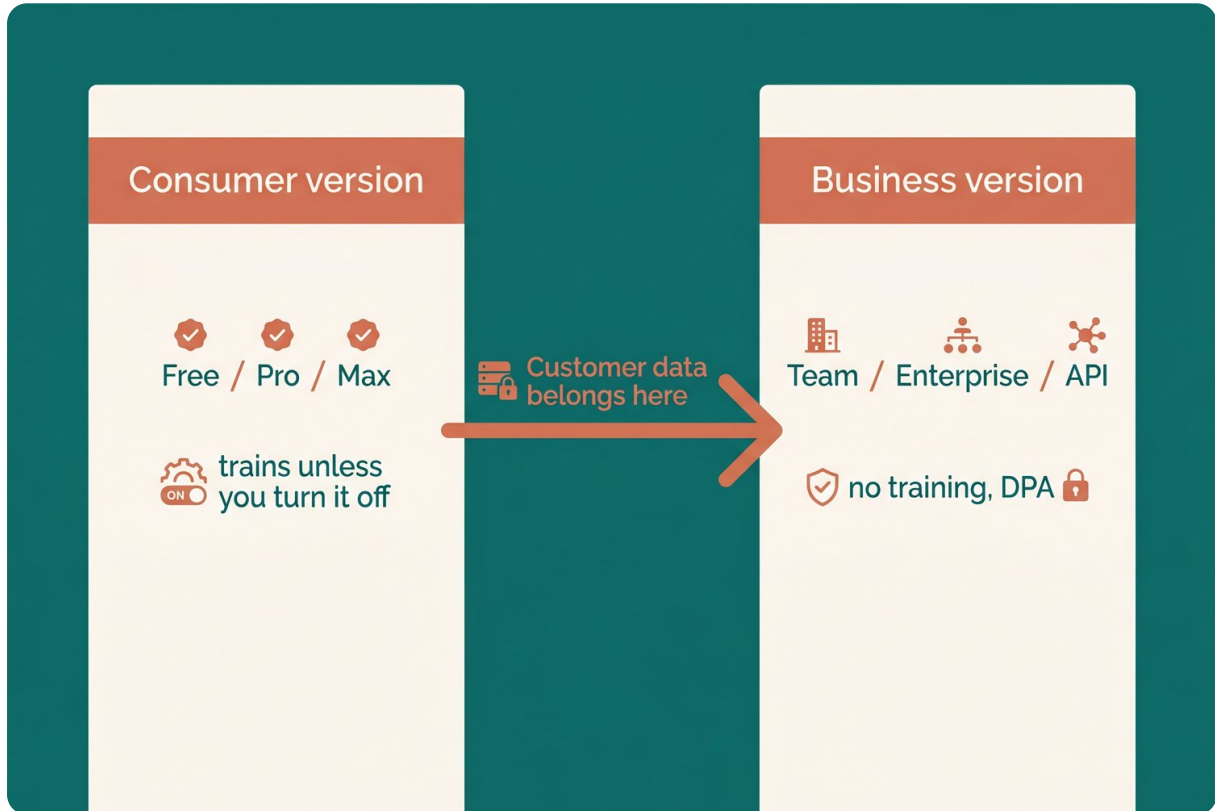 Consumer version
Free / Pro / Max
ON
trains unless
you turn it off
Customer data
belongs here
Business version
Team / Enterprise / API
no training, DPA